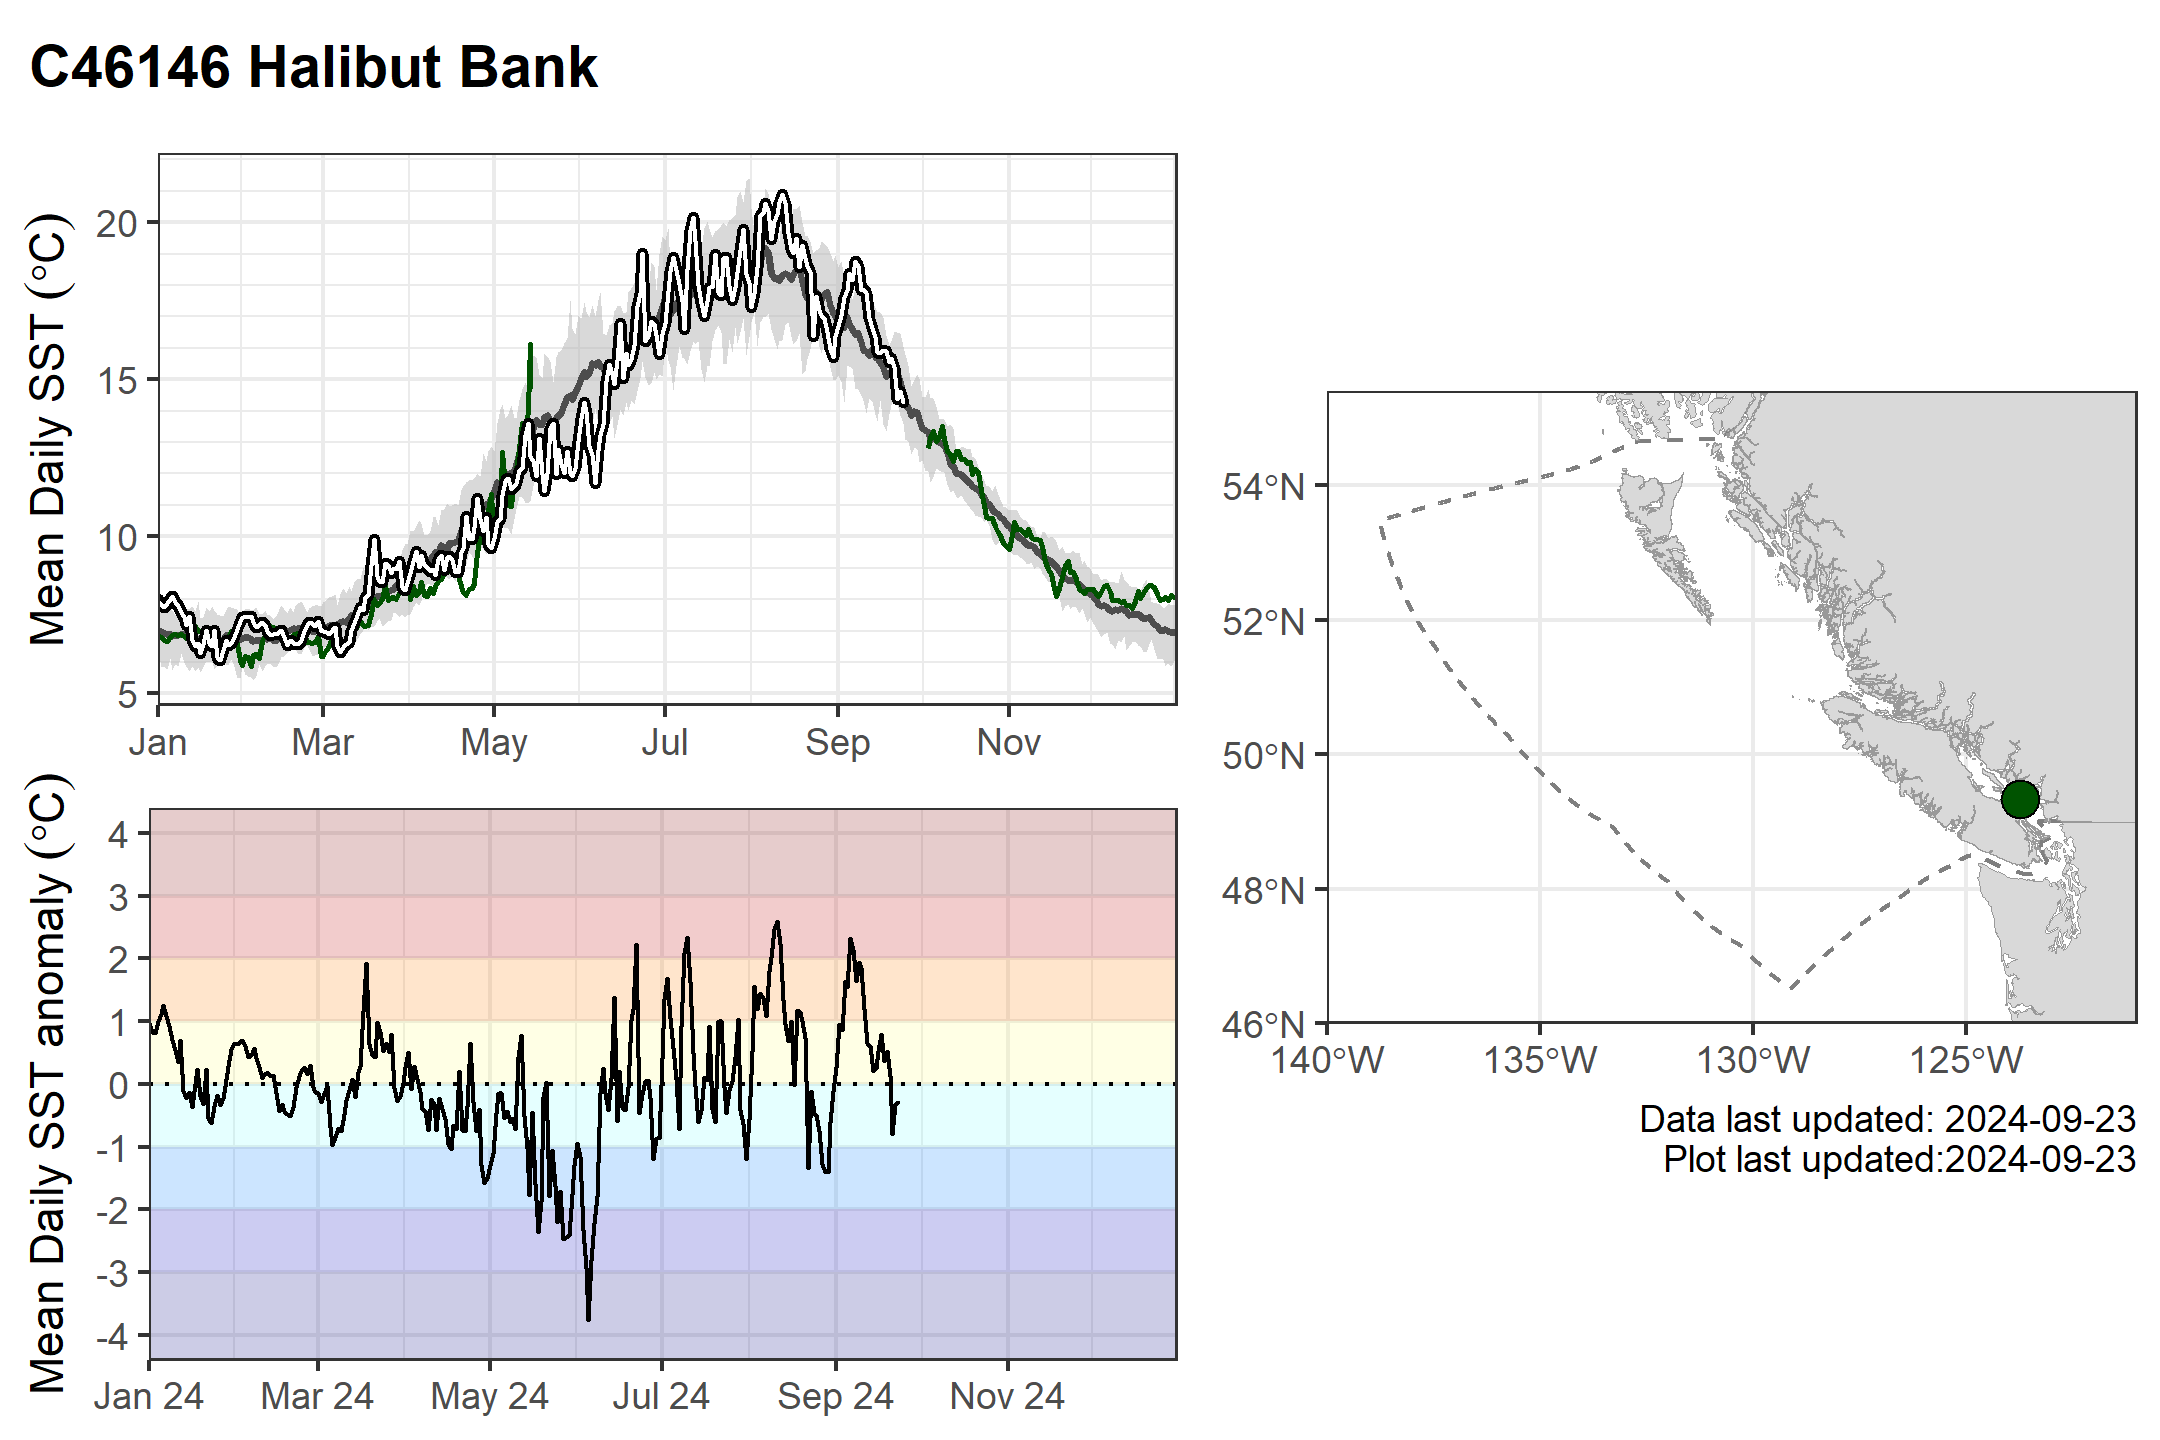 C46146 Halibut Bank
Mean Daily SST (°C)
20
15
10
5
Jan Mar May Jul Sep Nov
Mean Daily SST anomaly (°C)
4
3
2
1
0
-1
-2
-3
-4
Jan 24 Mar 24 May 24 Jul 24 Sep 24 Nov 24
54°N
52°N
50°N
48°N
46°N
140°W 135°W 130°W 125°W
Data last updated: 2024-09-23
Plot last updated:2024-09-23